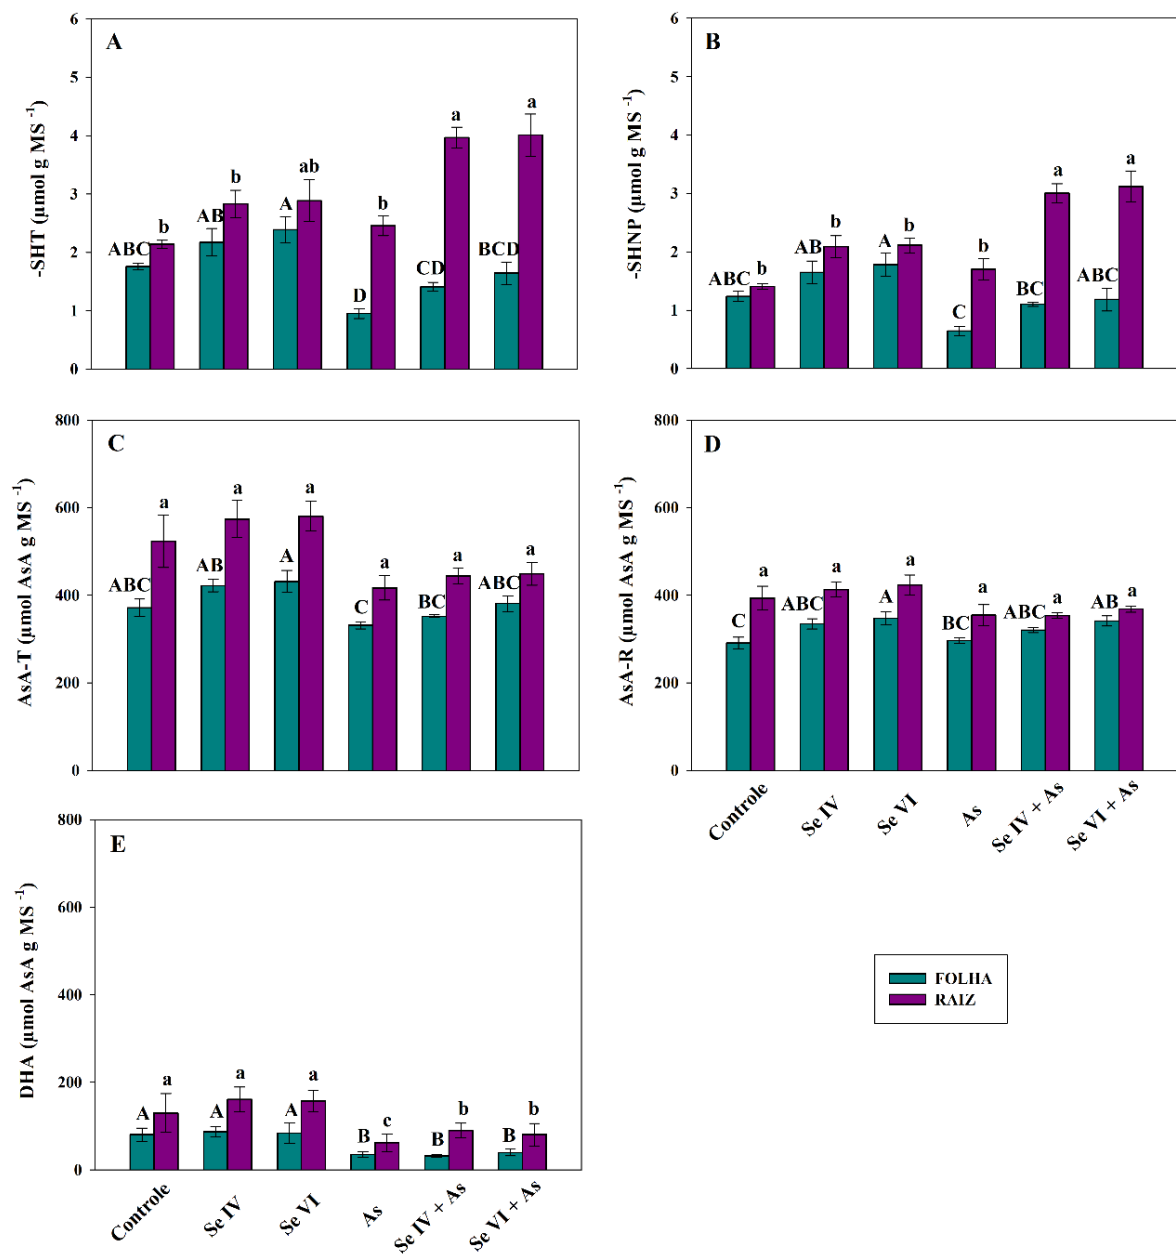 A
-SHT (µmol g MS -1)
6
5
4
3
2
1
0
ABC b AB b A ab D b CD a BCD a
B
-SHNP (µmol g MS -1)
6
5
4
3
2
1
0
ABC b AB b A b C b BC a ABC a
C
AsA-T (µmol AsA g MS -1)
800
600
400
200
0
ABC a AB a A a C a BC a ABC a
D
AsA-R (µmol AsA g MS -1)
800
600
400
200
0
C a ABC a A a BC a ABC a AB a
Controle Se IV Se VI As Se IV + As Se VI + As
E
DHA (µmol AsA g MS -1)
800
600
400
200
0
A a A a A a B c B b B b
Controle Se IV Se VI As Se IV + As Se VI + As
FOLHA
RAIZ